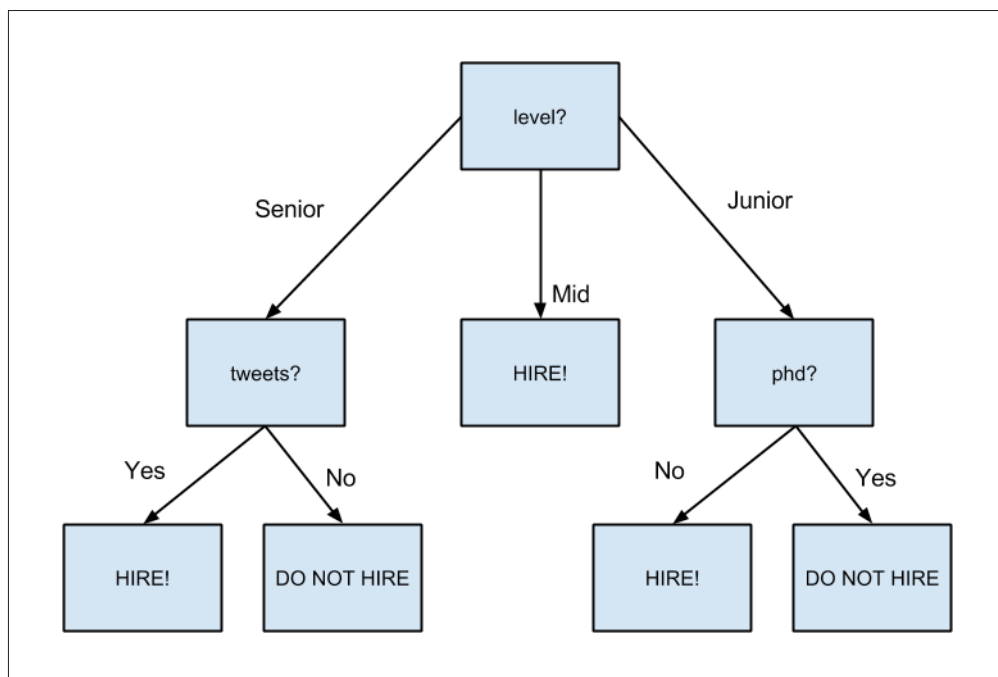 level?
Senior
Junior
Mid
tweets?
HIRE!
phd?
Yes
No
No
Yes
HIRE!
DO NOT HIRE
HIRE!
DO NOT HIRE